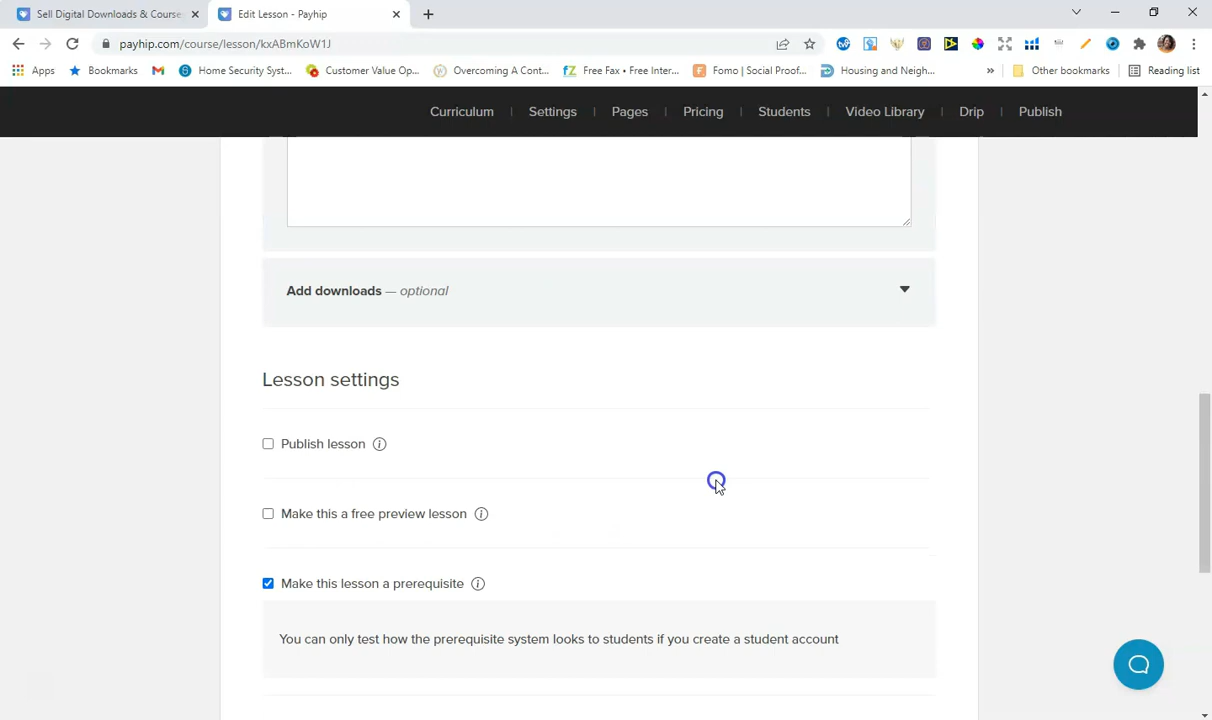 Sell Digital Downloads & Course
Edit Lesson - Payhip
payhip.com/course/lesson/kxABmKoW1J
Apps
Bookmarks
Home Security Syst...
Customer Value Op...
Overcoming A Cont...
Free Fax • Free Inter...
Fomo | Social Proof...
Housing and Neigh...
»
Other bookmarks
Reading list
Curriculum | Settings | Pages | Pricing | Students | Video Library | Drip | Publish
Add downloads — optional
Lesson settings
Publish lesson
Make this a free preview lesson
Make this lesson a prerequisite
You can only test how the prerequisite system looks to students if you create a student account